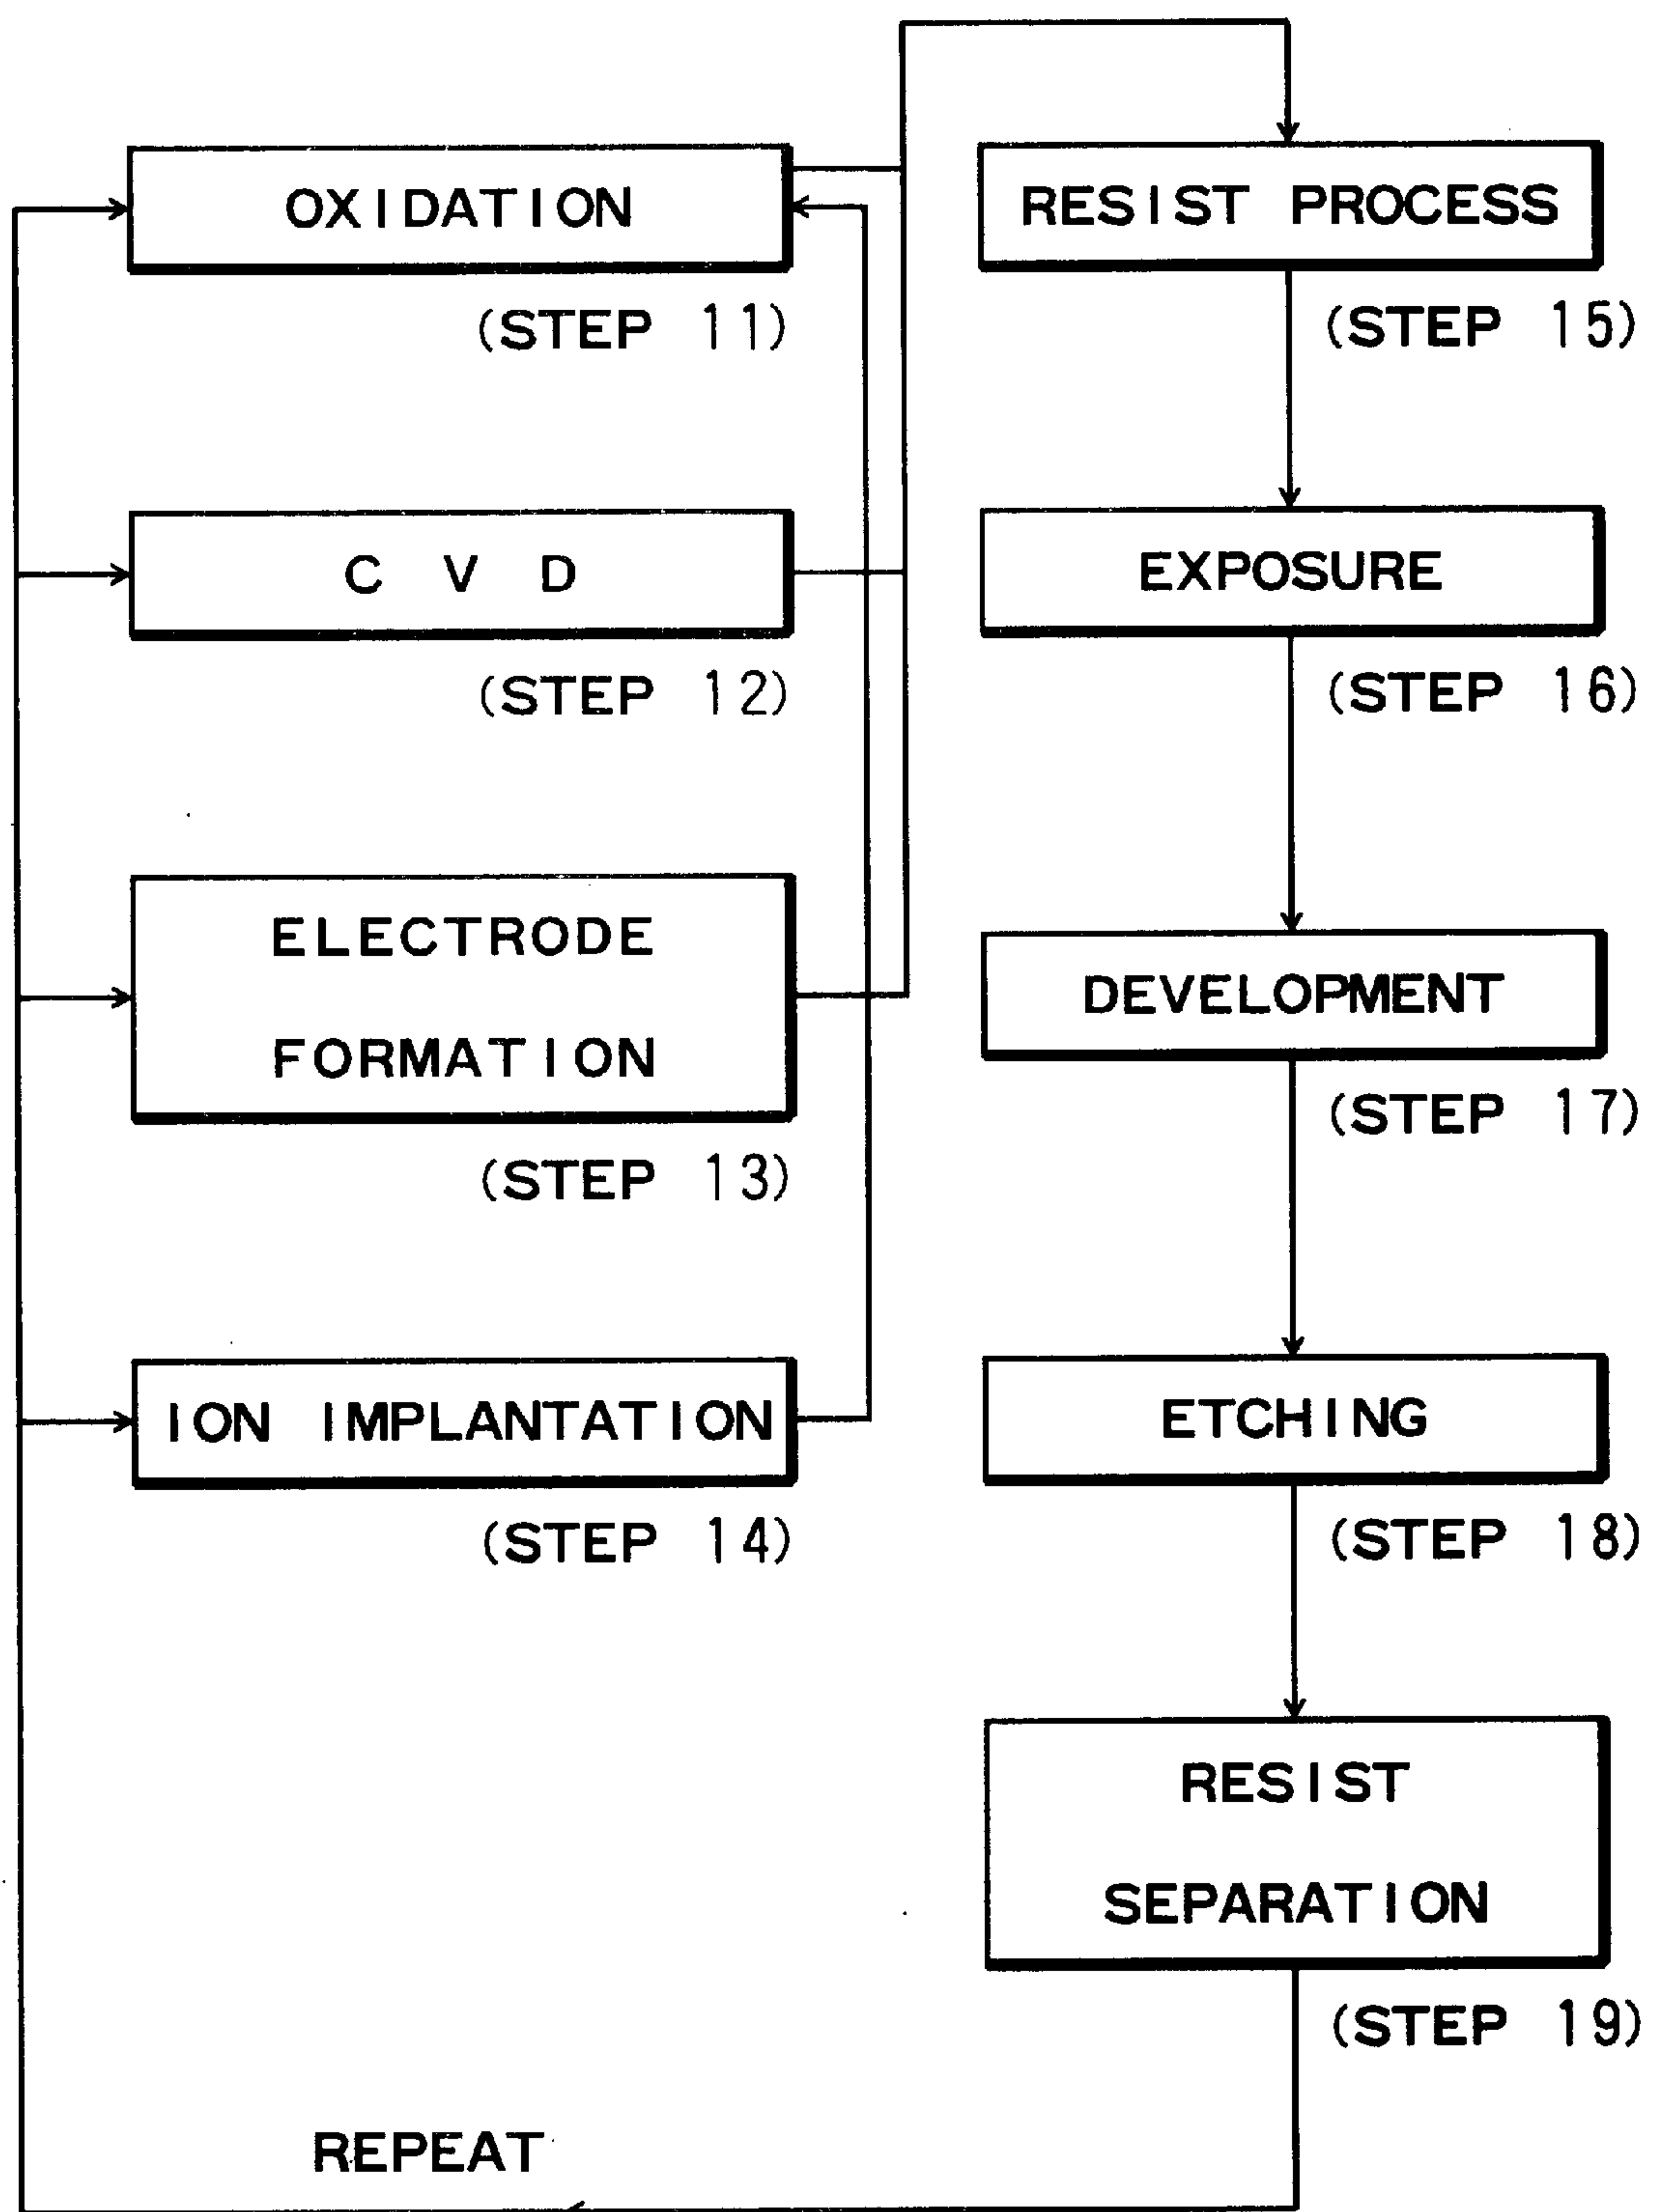 OXIDATION
(STEP 11)
C V D
(STEP 12)
ELECTRODE
FORMATION
(STEP 13)
ION IMPLANTATION
(STEP 14)
RESIST PROCESS
(STEP 15)
EXPOSURE
(STEP 16)
DEVELOPMENT
(STEP 17)
ETCHING
(STEP 18)
RESIST
SEPARATION
(STEP 19)
REPEAT